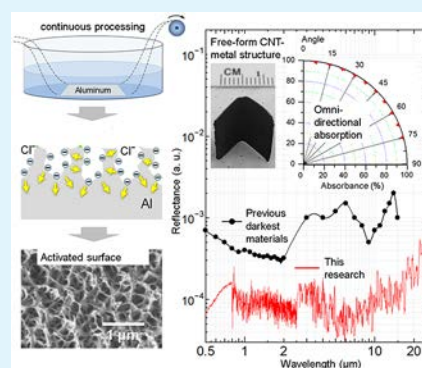 continuous processing
Aluminum
Cl⁻ Cl⁻
Al
Activated surface
1 μm
Reflectance (a. u.)
10⁻¹
10⁻²
10⁻³
10⁻⁴
Free-form CNT-
metal structure
CM
Angle
0
15
30
45
60
75
90
100
80
60
40
20
0
Omni-
directional
absorption
0 20 40 60 80 100
Absorbance (%)
Previous
darkest
materials
This
research
0.5 1 2 5 10 20
Wavelength (μm)